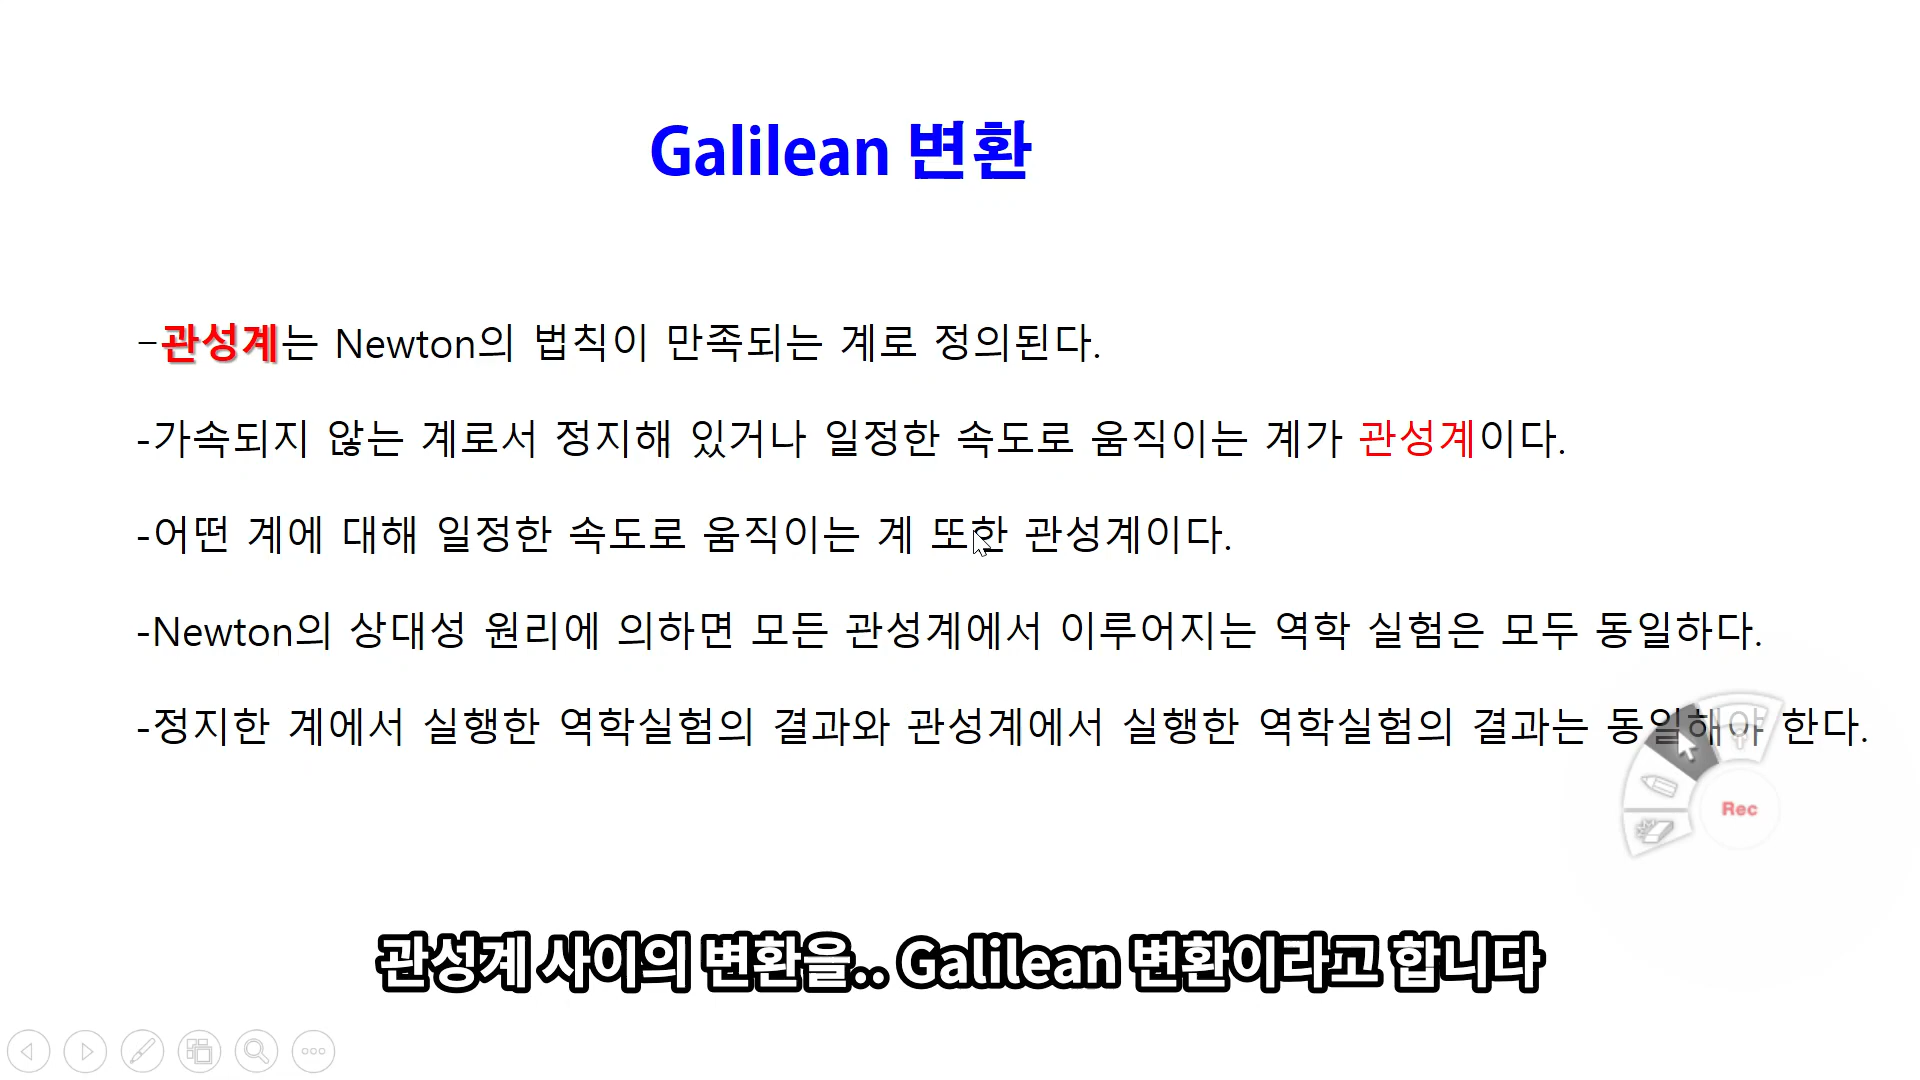 Galilean 변환
-관성계는 Newton의 법칙이 만족되는 계로 정의된다.
-가속되지 않는 계로서 정지해 있거나 일정한 속도로 움직이는 계가 관성계이다.
-어떤 계에 대해 일정한 속도로 움직이는 계 또한 관성계이다.
-Newton의 상대성 원리에 의하면 모든 관성계에서 이루어지는 역학 실험은 모두 동일하다.
-정지한 계에서 실행한 역학실험의 결과와 관성계에서 실행한 역학실험의 결과는 동일해야 한다.
Rec
관성계 사이의 변환을.. Galilean 변환이라고 합니다